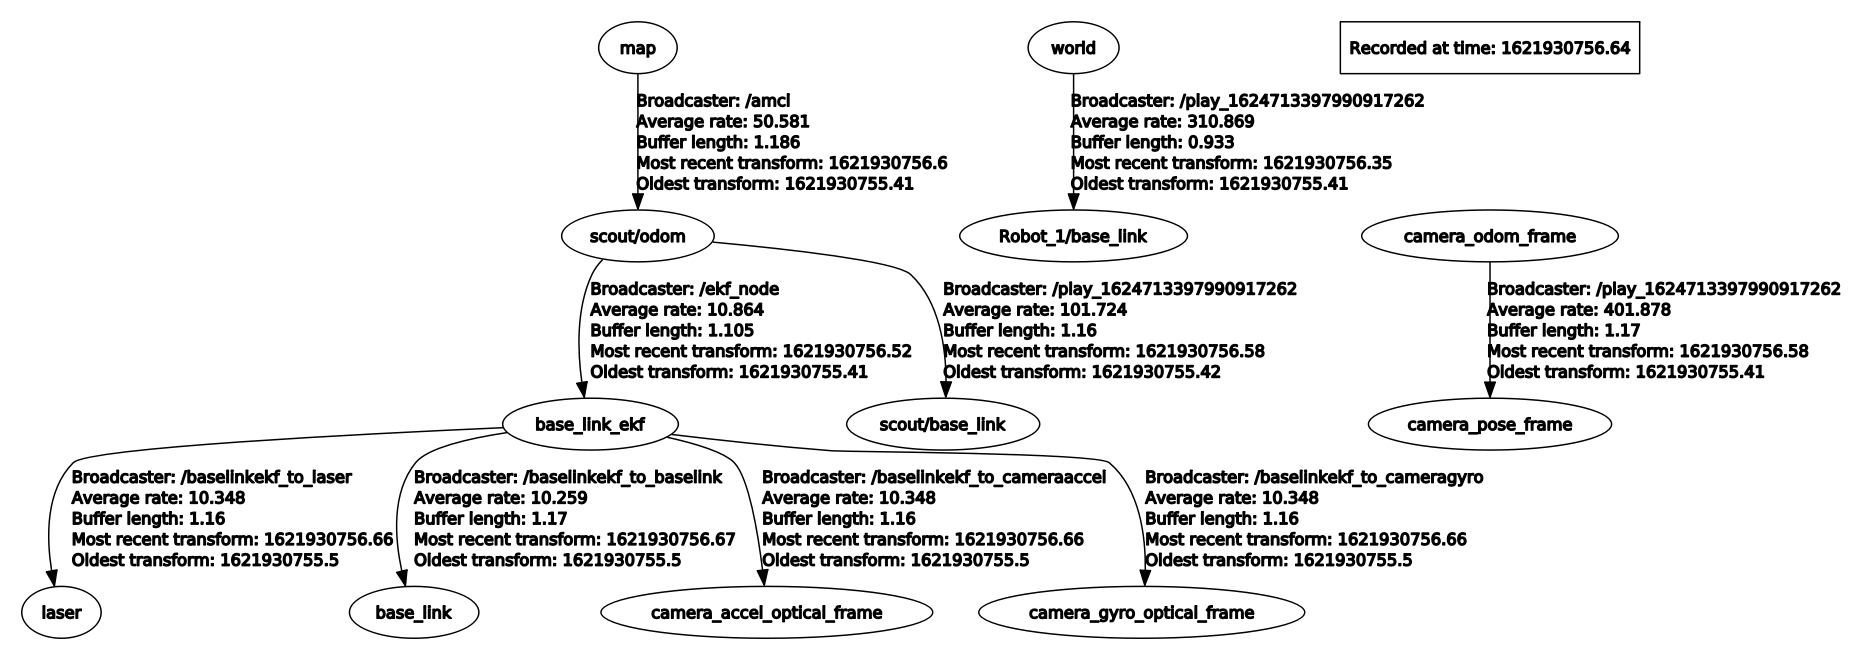 map
world
Recorded at time: 1621930756.64
Broadcaster: /amcl
Average rate: 50.581
Buffer length: 1.186
Most recent transform: 1621930756.6
Oldest transform: 1621930755.41
Broadcaster: /play_1624713397990917262
Average rate: 310.869
Buffer length: 0.933
Most recent transform: 1621930756.35
Oldest transform: 1621930755.41
scout/odom
Robot_1/base_link
camera_odom_frame
Broadcaster: /ekf_node
Average rate: 10.864
Buffer length: 1.105
Most recent transform: 1621930756.52
Oldest transform: 1621930755.41
Broadcaster: /play_1624713397990917262
Average rate: 101.724
Buffer length: 1.16
Most recent transform: 1621930756.58
Oldest transform: 1621930755.42
Broadcaster: /play_1624713397990917262
Average rate: 401.878
Buffer length: 1.17
Most recent transform: 1621930756.58
Oldest transform: 1621930755.41
base_link_ekf
scout/base_link
camera_pose_frame
Broadcaster: /baselinkekf_to_laser
Average rate: 10.348
Buffer length: 1.16
Most recent transform: 1621930756.66
Oldest transform: 1621930755.5
Broadcaster: /baselinkekf_to_baselink
Average rate: 10.259
Buffer length: 1.17
Most recent transform: 1621930756.67
Oldest transform: 1621930755.5
Broadcaster: /baselinkekf_to_cameraaccel
Average rate: 10.348
Buffer length: 1.16
Most recent transform: 1621930756.66
Oldest transform: 1621930755.5
Broadcaster: /baselinkekf_to_cameragyro
Average rate: 10.348
Buffer length: 1.16
Most recent transform: 1621930756.66
Oldest transform: 1621930755.5
laser
base_link
camera_accel_optical_frame
camera_gyro_optical_frame